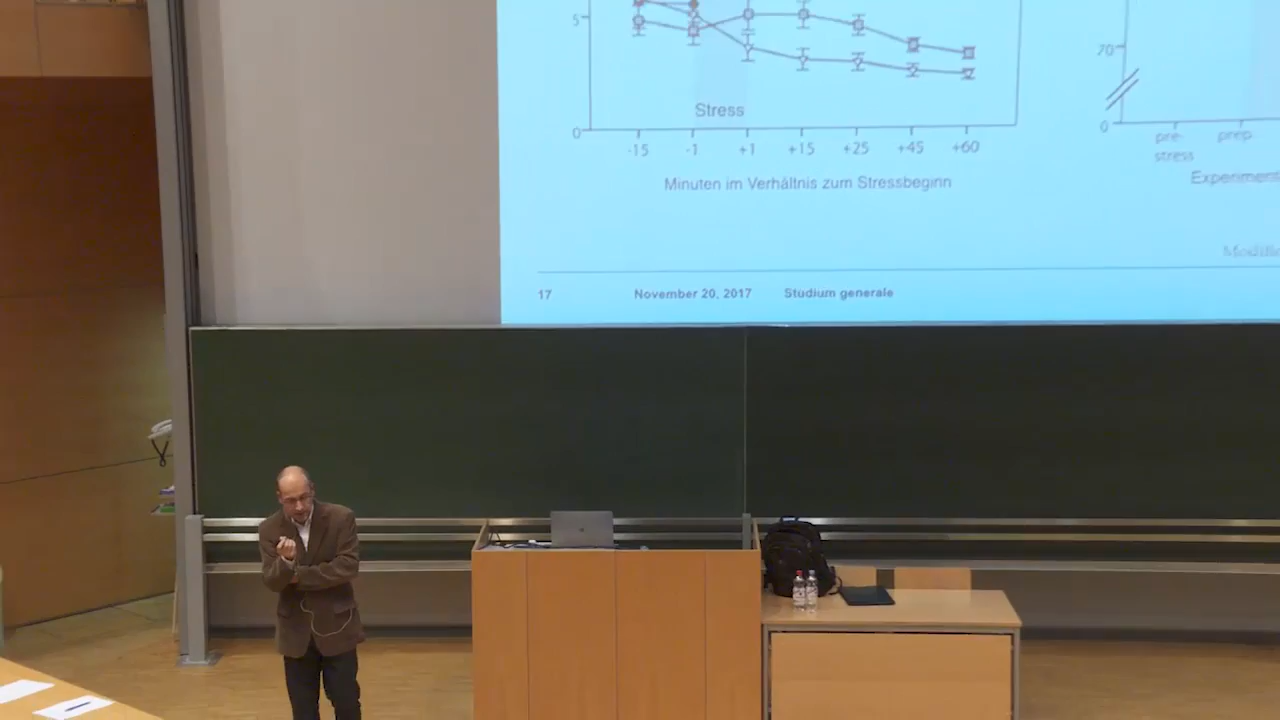 5
Stress
0
-15 -1 +1 +15 +25 +45 +60
Minuten im Verhältnis zum Stressbeginn
70
0
pre-
stress
prep
17 November 20, 2017 Studium generale